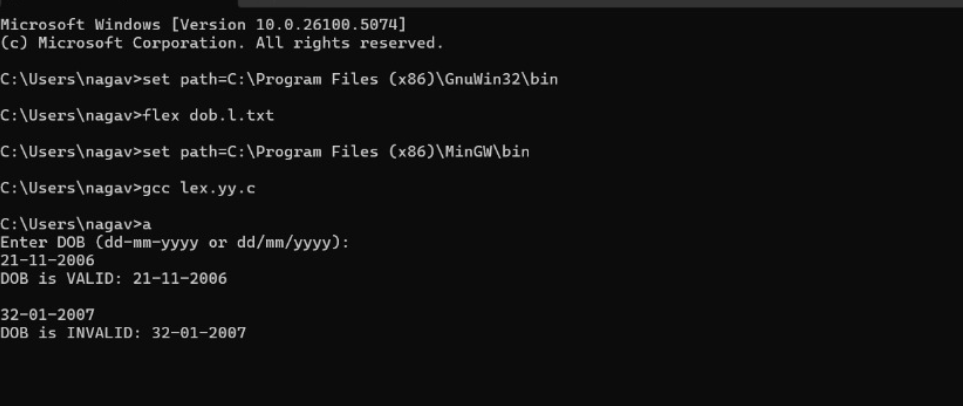 Microsoft Windows [Version 10.0.26100.5074]
(c) Microsoft Corporation. All rights reserved.
C:\Users\nagav>set path=C:\Program Files (x86)\GnuWin32\bin
C:\Users\nagav>flex dob.l.txt
C:\Users\nagav>set path=C:\Program Files (x86)\MinGW\bin
C:\Users\nagav>gcc lex.yy.c
C:\Users\nagav>a
Enter DOB (dd-mm-yyyy or dd/mm/yyyy):
21-11-2006
DOB is VALID: 21-11-2006
32-01-2007
DOB is INVALID: 32-01-2007